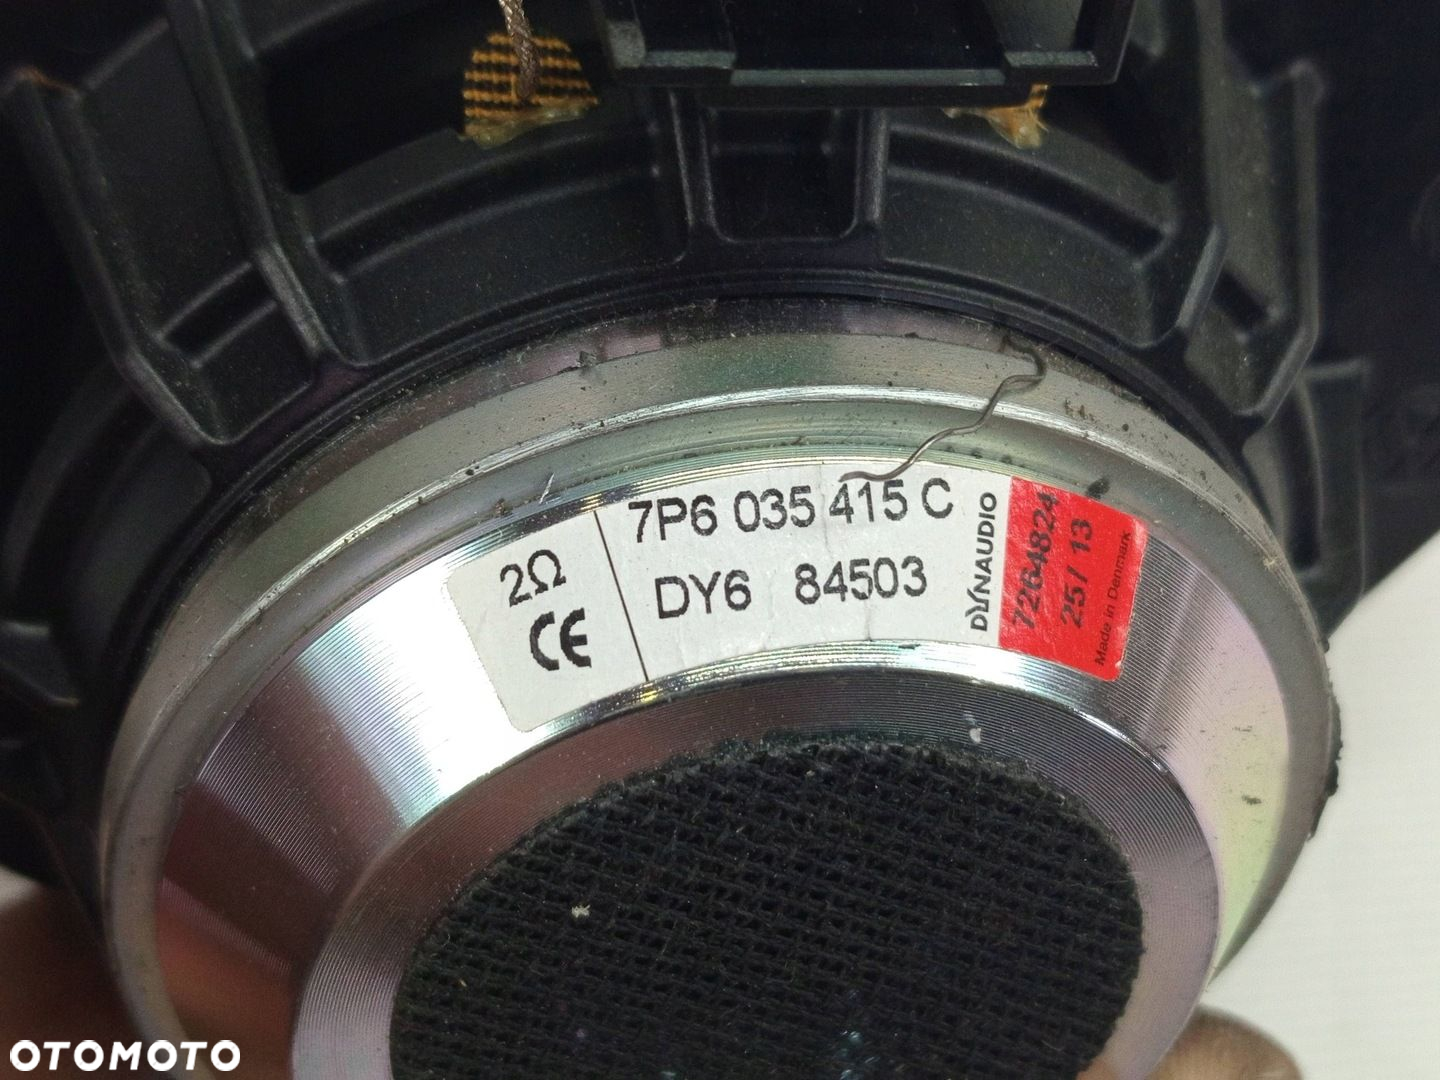 2Ω
CE
7P6 035 415 C
DY6 84503
DYNAUDIO
7264824
25/ 13
Made in Denmark
OTOMOTO